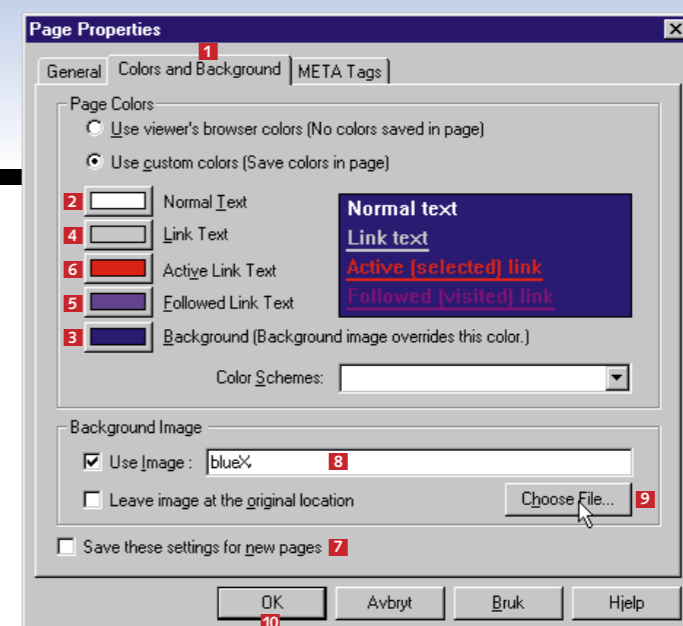 Page Properties
1
General Colors and Background META Tags
Page Colors
Use viewer's browser colors (No colors saved in page)
Use custom colors (Save colors in page)
2 Normal Text
4 Link Text
6 Active Link Text
5 Followed Link Text
3 Background (Background image overrides this color.)
Normal text
Link text
Active (selected) link
Followed (visited) link
Color Schemes:
Background Image
Use Image : blueX 8
Leave image at the original location
Choose File... 9
Save these settings for new pages 7
OK Avbryt Bruk Hjelp
10